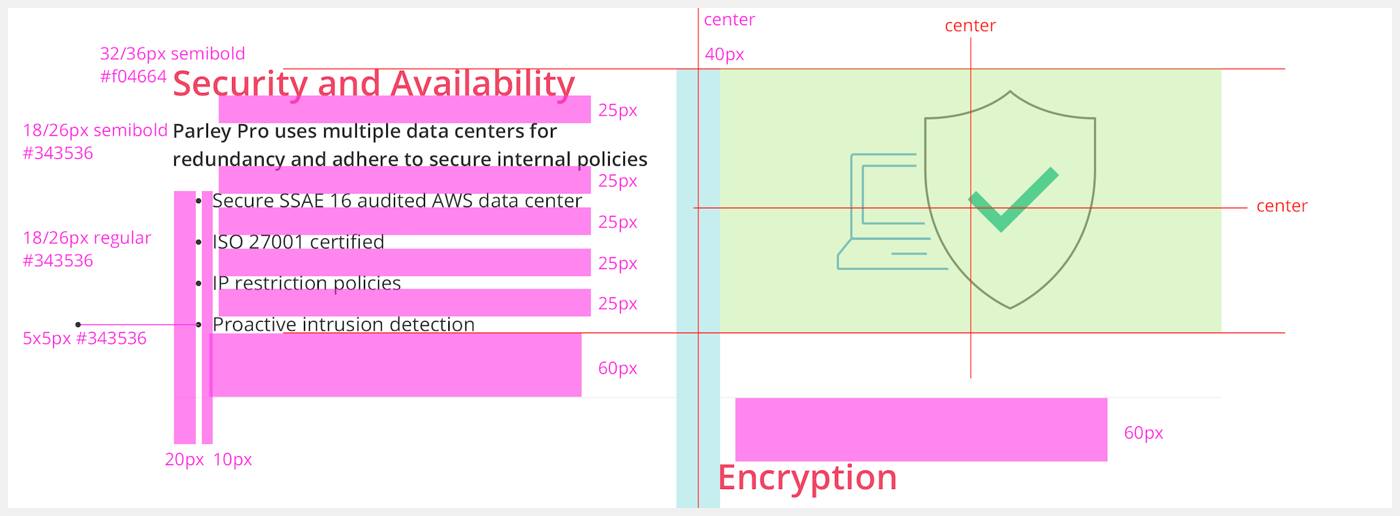 center
center
32/36px semibold
40px
#f04664
Security and Availability
25px
18/26px semibold
Parley Pro uses multiple data centers for
#343536
redundancy and adhere to secure internal policies
25px
Secure SSAE 16 audited AWS data center
center
25px
18/26px regular
ISO 27001 certified
#343536
25px
IP restriction policies
25px
Proactive intrusion detection
5x5px #343536
60px
60px
20px 10px
Encryption